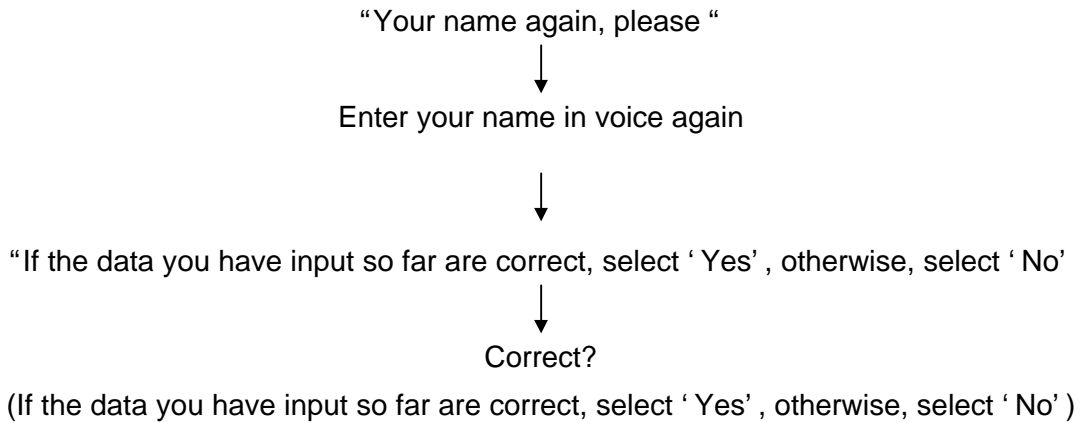 “Your name again, please “
Enter your name in voice again
“If the data you have input so far are correct, select ‘ Yes’ , otherwise, select ‘ No’
Correct?
(If the data you have input so far are correct, select ‘ Yes’ , otherwise, select ‘ No’ )